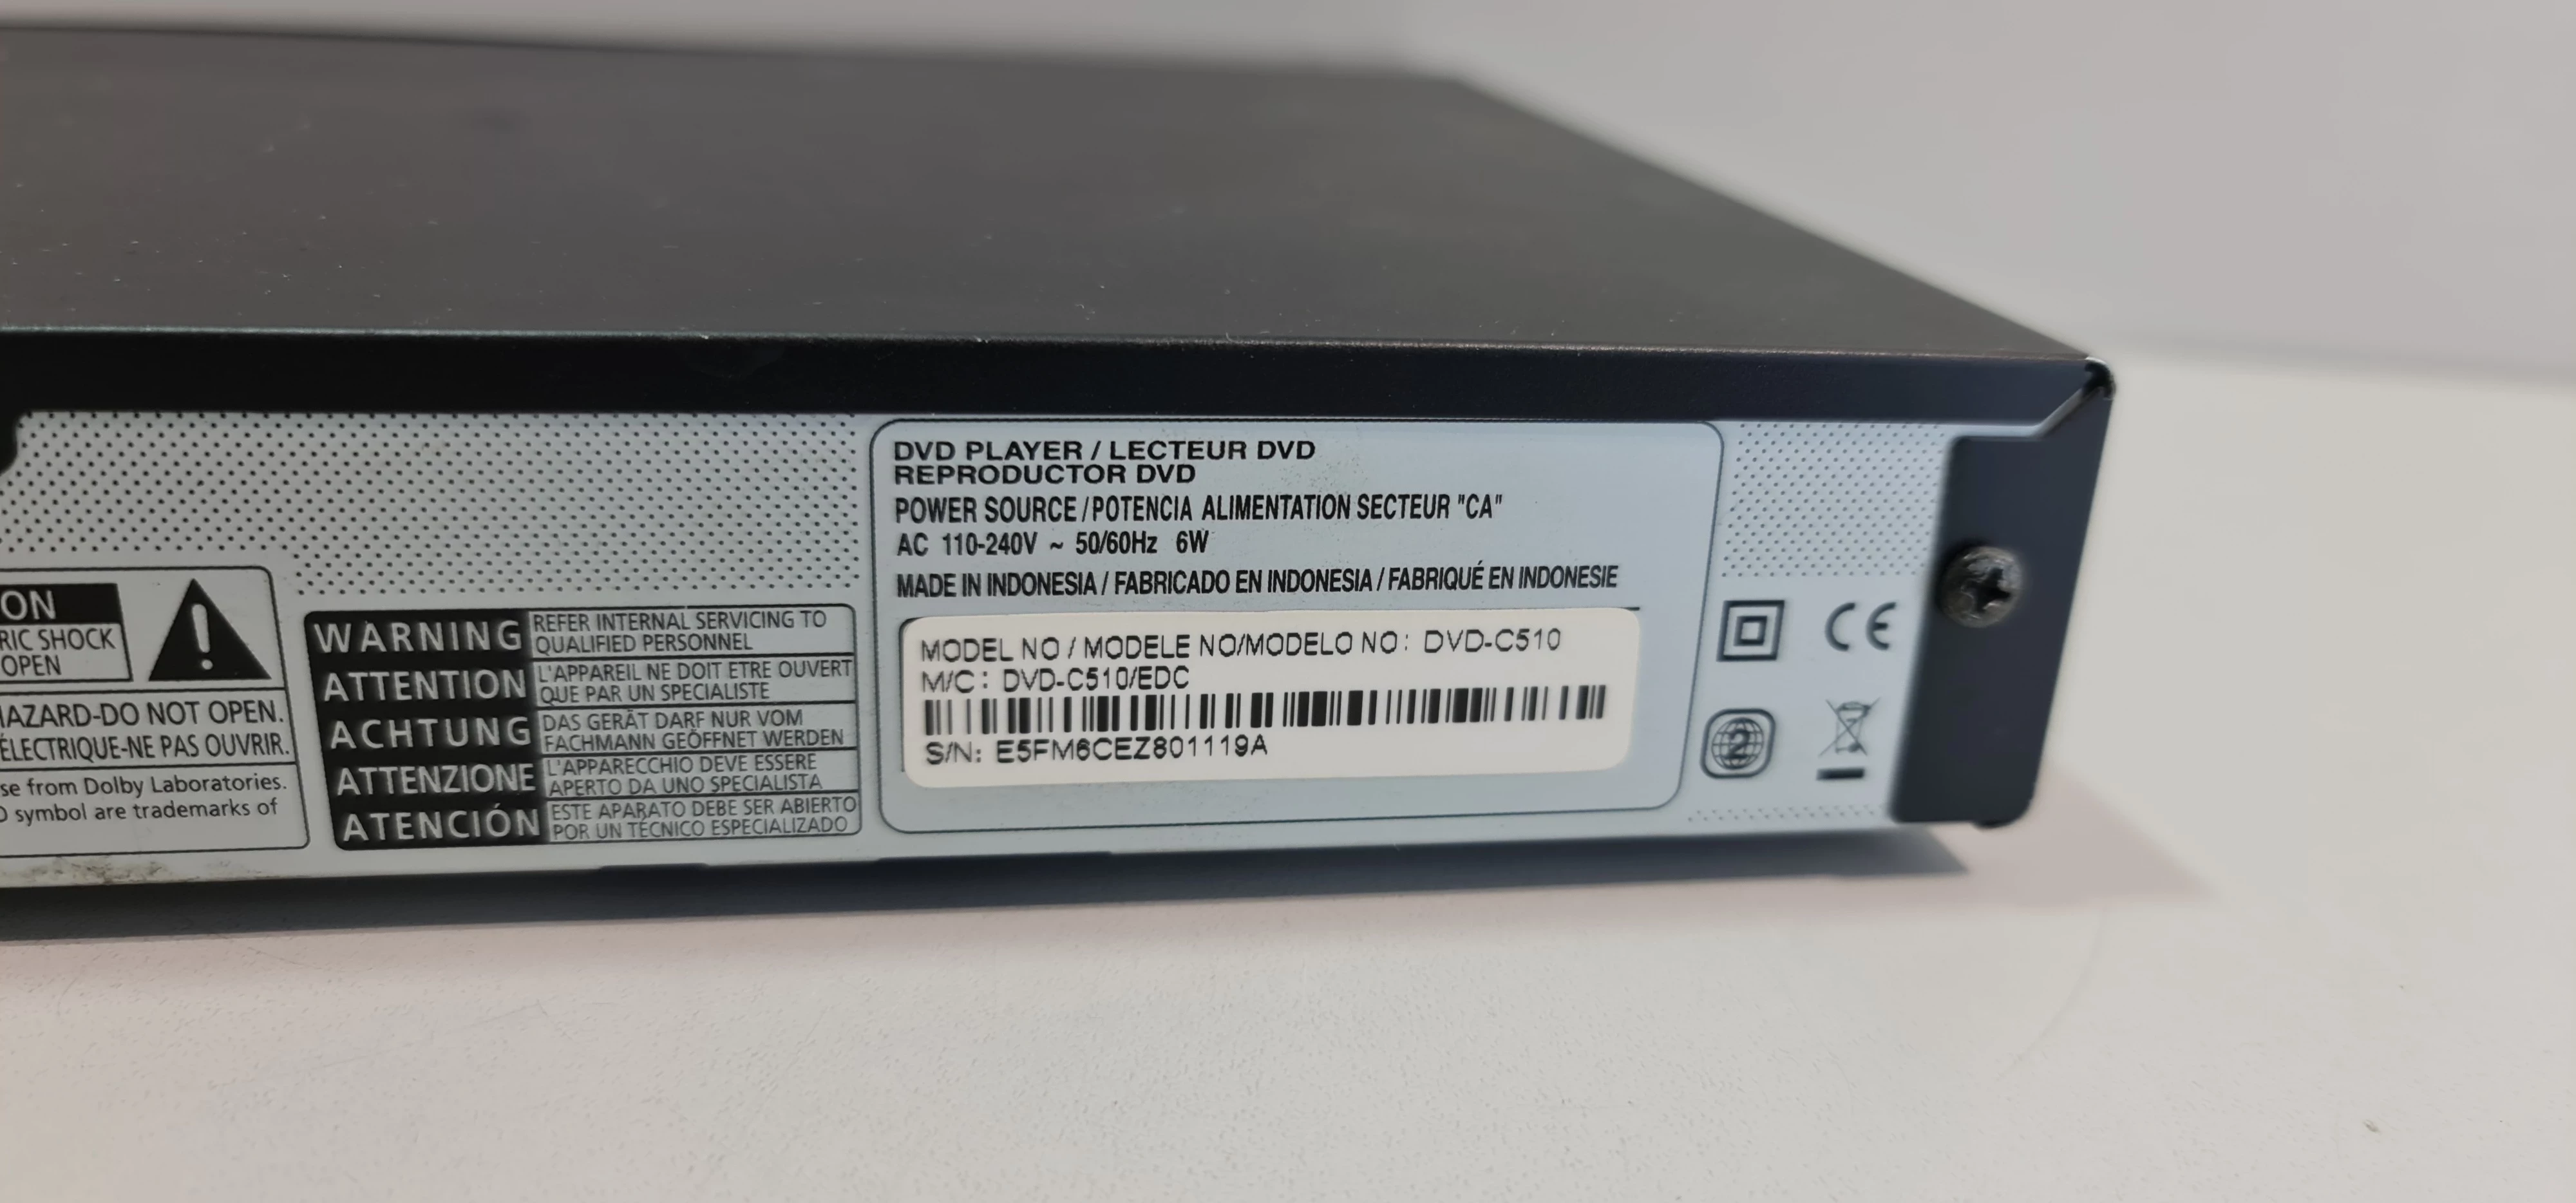 ON
RIC SHOCK
OPEN
HAZARD-DO NOT OPEN.
ÉLECTRIQUE-NE PAS OUVRIR.
se from Dolby Laboratories.
D symbol are trademarks of
WARNING
REFER INTERNAL SERVICING TO
QUALIFIED PERSONNEL
ATTENTION
L'APPAREIL NE DOIT ETRE OUVERT
QUE PAR UN SPECIALISTE
ACHTUNG
DAS GERÄT DARF NUR VOM
FACHMANN GEÖFFNET WERDEN
ATTENZIONE
L'APPARECCHIO DEVE ESSERE
APERTO DA UNO SPECIALISTA
ATENCIÓN
ESTE APARATO DEBE SER ABIERTO
POR UN TÉCNICO ESPECIALIZADO
DVD PLAYER / LECTEUR DVD
REPRODUCTOR DVD
POWER SOURCE / POTENCIA ALIMENTATION SECTEUR "CA"
AC 110-240V ~ 50/60Hz 6W
MADE IN INDONESIA / FABRICADO EN INDONESIA / FABRIQUÉ EN INDONESIE
MODEL NO / MODELE NO/MODELO NO: DVD-C510
M/C: DVD-C510/EDC
S/N: E5FM6CEZ801119A
CE
2